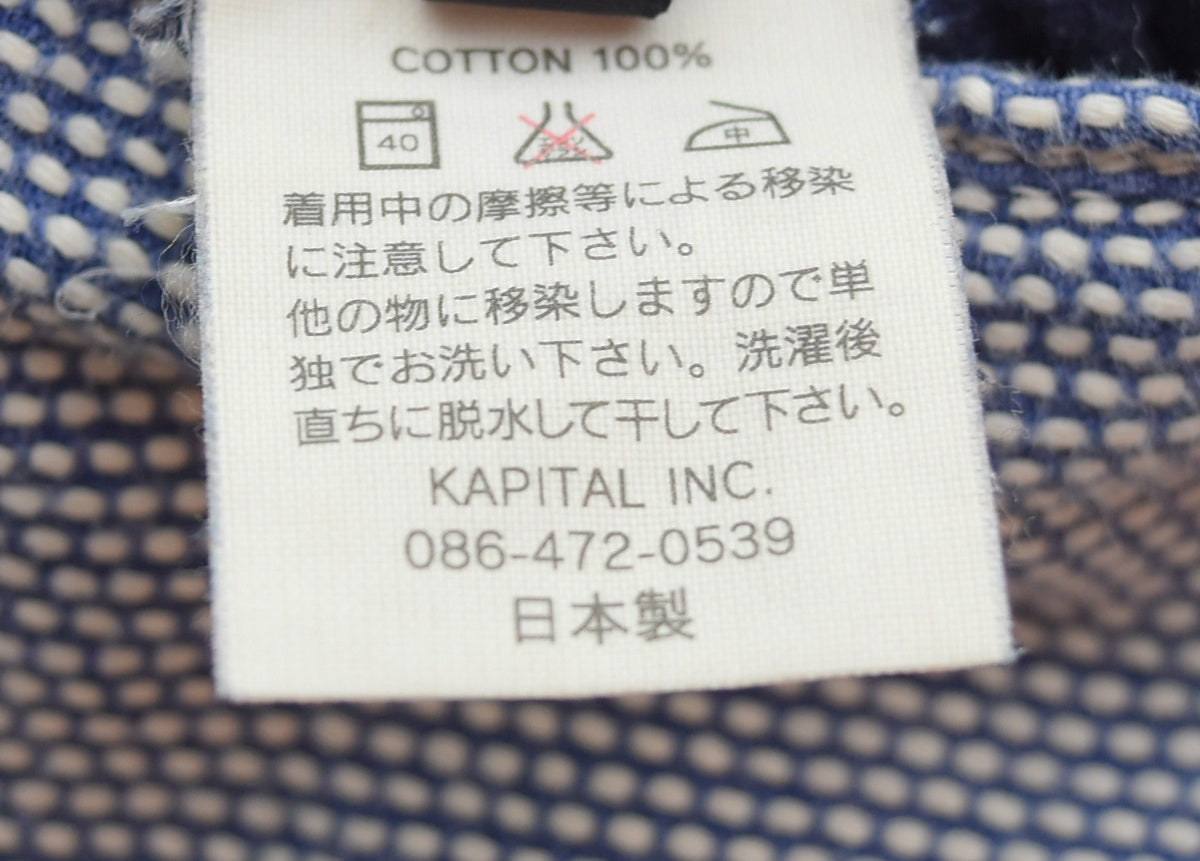 COTTON 100%
40 中
着用中の摩擦等による移染
に注意して下さい。
他の物に移染しますので単
独でお洗い下さい。洗濯後
直ちに脱水して干して下さい。
KAPITAL INC.
086-472-0539
日本製